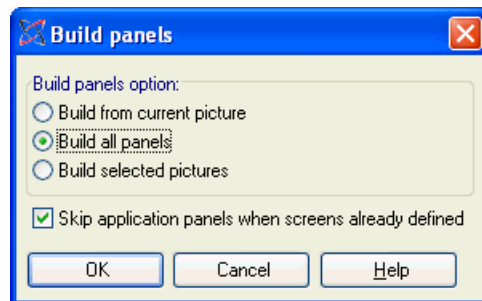 Build panels
Build panels option:
Build from current picture
Build all panels
Build selected pictures
Skip application panels when screens already defined
OK Cancel Help